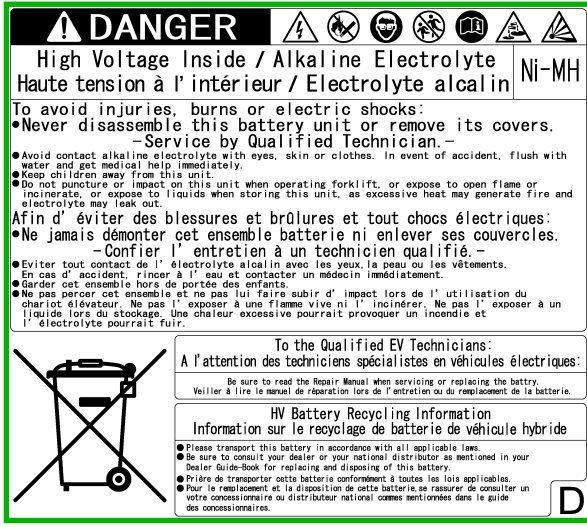 DANGER
High Voltage Inside / Alkaline Electrolyte
Haute tension à l'intérieur / Electrolyte alcalin
Ni-MH
To avoid injuries, burns or electric shocks:
●Never disassemble this battery unit or remove its covers.
－Service by Qualified Technician.－
●Avoid contact alkaline electrolyte with eyes, skin or clothes. In event of accident, flush with
water and get medical help immediately.
●Keep children away from this unit.
●Do not puncture or impact on this unit when operating forklift, or expose to open flame or
incinerate, or expose to liquids when storing this unit, as excessive heat may generate fire and
electrolyte may leak out.
Afin d' éviter des blessures et brûlures et tout chocs électriques:
●Ne jamais démonter cet ensemble batterie ni enlever ses couvercles.
－Confier l' entretien à un technicien qualifié.－
●Eviter tout contact de l' électrolyte alcalin avec les yeux,la peau ou les vêtements.
En cas d' accident, rincer à l' eau et contacter un médecin immédiatement.
●Garder cet ensemble hors de portée des enfants.
●Ne pas percer cet ensemble et ne pas lui faire subir d' impact lors de l' utilisation du
chariot élévateur. Ne pas l' exposer à une flamme vive ni l' incinérer. Ne pas l' exposer à un
liquide lors du stockage. Une chaleur excessive pourrait provoquer un incendie et
l' électrolyte pourrait fuir.
To the Qualified EV Technicians:
A l'attention des techniciens spécialistes en véhicules électriques:
Be sure to read the Repair Manual when servicing or replacing the battry.
Veiller à lire le manuel de réparation lors de l'entretien ou du remplacement de la batterie.
HV Battery Recycling Information
Information sur le recyclage de batterie de véhicule hybride
●Please transport this battery in accordance with all applicable laws.
●Be sure to consult your dealer or your national distributor as mentioned in your
Dealer Guide-Book for replacing and disposing of this battery.
●Prière de transporter cette batterie conformément à toutes les lois applicables.
●Pour le remplacement et la disposition de cette batterie,se rassurer de consulter un
votre concessionnaire ou distributeur national commes mentionnées dans le guide
des concessionnaires.
D